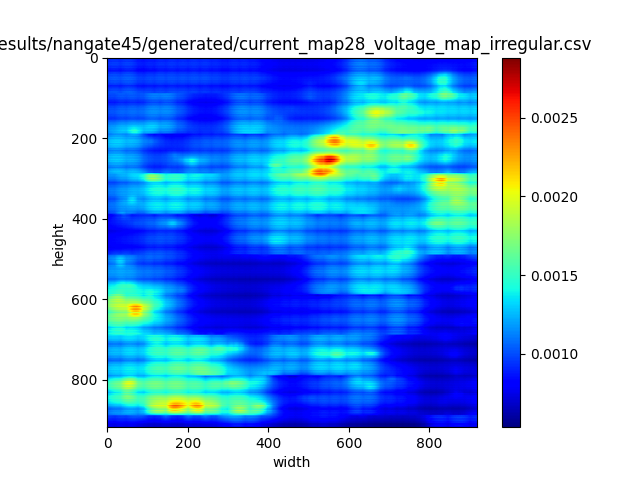 esults/nangate45/generated/current_map28_voltage_map_irregular.csv
0
200
400
600
800
height
0 200 400 600 800
width
0.0025
0.0020
0.0015
0.0010